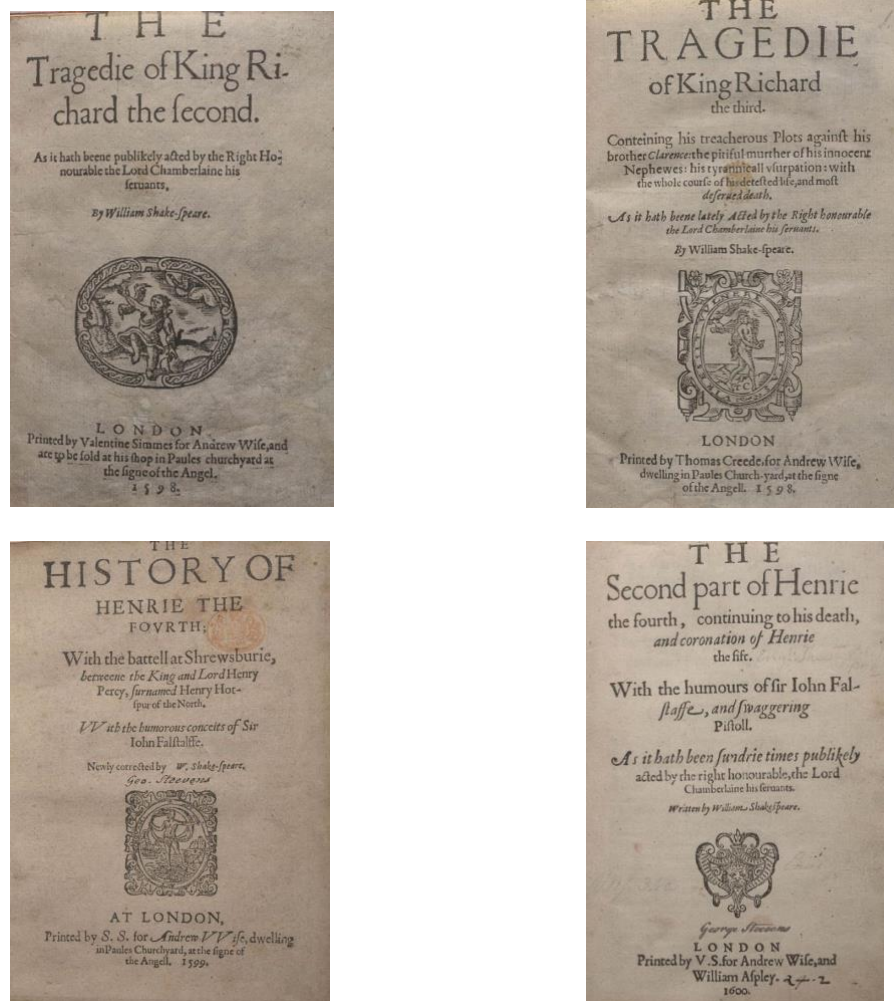 THE
Tragedie of King Ri-
chard the ſecond.
As it hath beene publikely acted by the Right Ho-
nourable the Lord Chamberlaine his
ſeruants.
By William Shake-ſpeare.
LONDON
Printed by Valentine Simmes for Andrew Wiſe, and
are to be ſold at his ſhop in Paules churchyard at
the ſigne of the Angel.
1598.
THE
TRAGEDIE
of King Richard
the third.
Conteining his treacherous Plots againſt his
brother Clarence: the pitiful murther of his innocent
Nephewes: his tyrannicall vſurpation: with
the whole courſe of his deteſted life, and moſt
deſerued death.
As it hath beene lately Acted by the Right honourable
the Lord Chamberlaine his ſeruants.
By William Shake-ſpeare.
LONDON
Printed by Thomas Creede, for Andrew Wiſe,
dwelling in Paules Church-yard, at the ſigne
of the Angell. 1598.
THE
HISTORY OF
HENRIE THE
FOVRTH;
With the battell at Shrewsburie,
betweene the King and Lord Henry
Percy, ſurnamed Henry Hot-
ſpur of the North.
VVith the humorous conceits of Sir
Iohn Falſtalffe.
Newly corrected by W. Shake-ſpeare.
Geo. Steevens
AT LONDON,
Printed by S. S. for Andrew VViſe, dwelling
in Paules Churchyard, at the ſigne of
the Angell. 1599.
THE
Second part of Henrie
the fourth, continuing to his death,
and coronation of Henrie
the fift.
With the humours of ſir Iohn Fal-
ſtaffe, and ſwaggering
Piſtoll.
As it hath been ſundrie times publikely
acted by the right honourable, the Lord
Chamberlaine his ſeruants.
Written by William Shakeſpeare.
George Steevens
LONDON
Printed by V.S. for Andrew Wiſe, and
William Aſpley.
1600.